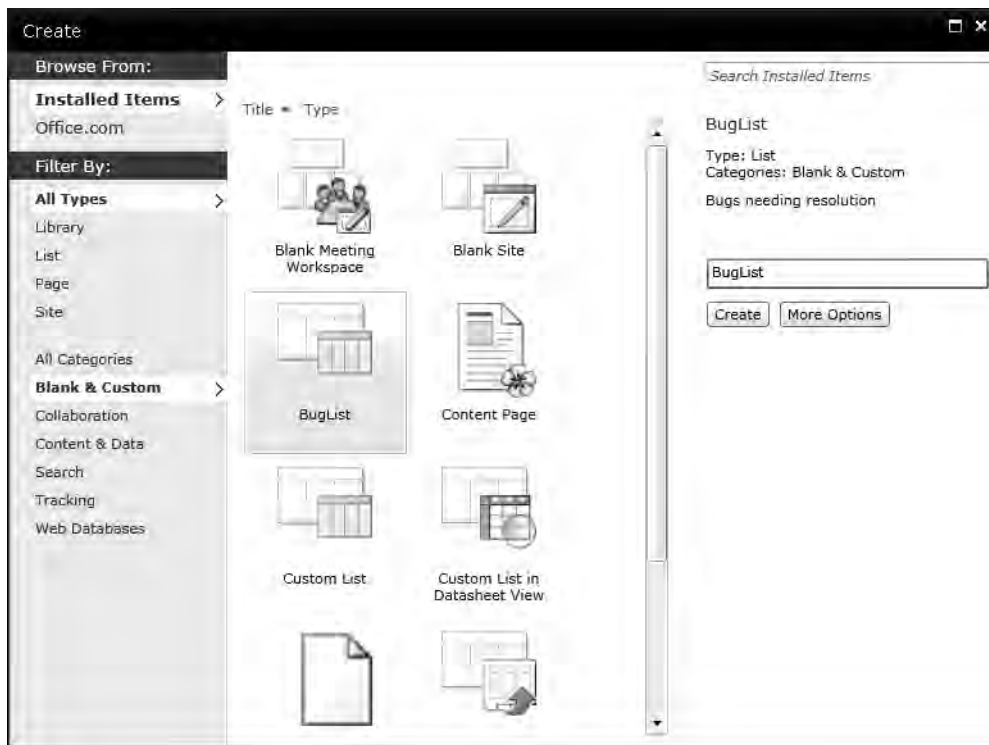 Create
Browse From:
Installed Items
Office.com
Filter By:
All Types
Library
List
Page
Site
All Categories
Blank & Custom
Collaboration
Content & Data
Search
Tracking
Web Databases
Title Type
Blank Meeting
Workspace
Blank Site
BugList
Content Page
Custom List
Custom List in
Datasheet View
Search Installed Items
BugList
Type: List
Categories: Blank & Custom
Bugs needing resolution
BugList
Create More Options